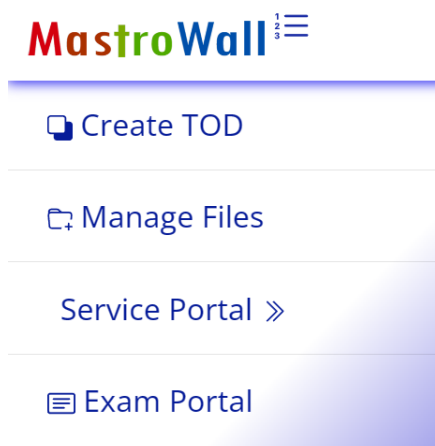 MastroWall
Create TOD
Manage Files
Service Portal »
Exam Portal